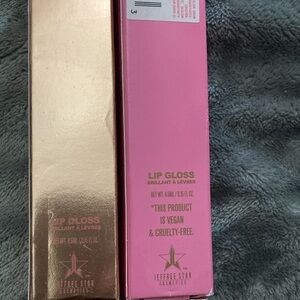 3
LIP GLOSS
BRILLANT À LÈVRES
JEFFREE STAR
COSMETICS
LIP GLOSS
BRILLANT À LÈVRES
NET WT. 4.5ML / 0.15 FL OZ.
*THIS PRODUCT
IS VEGAN
& CRUELTY-FREE.
JEFFREE STAR
COSMETICS